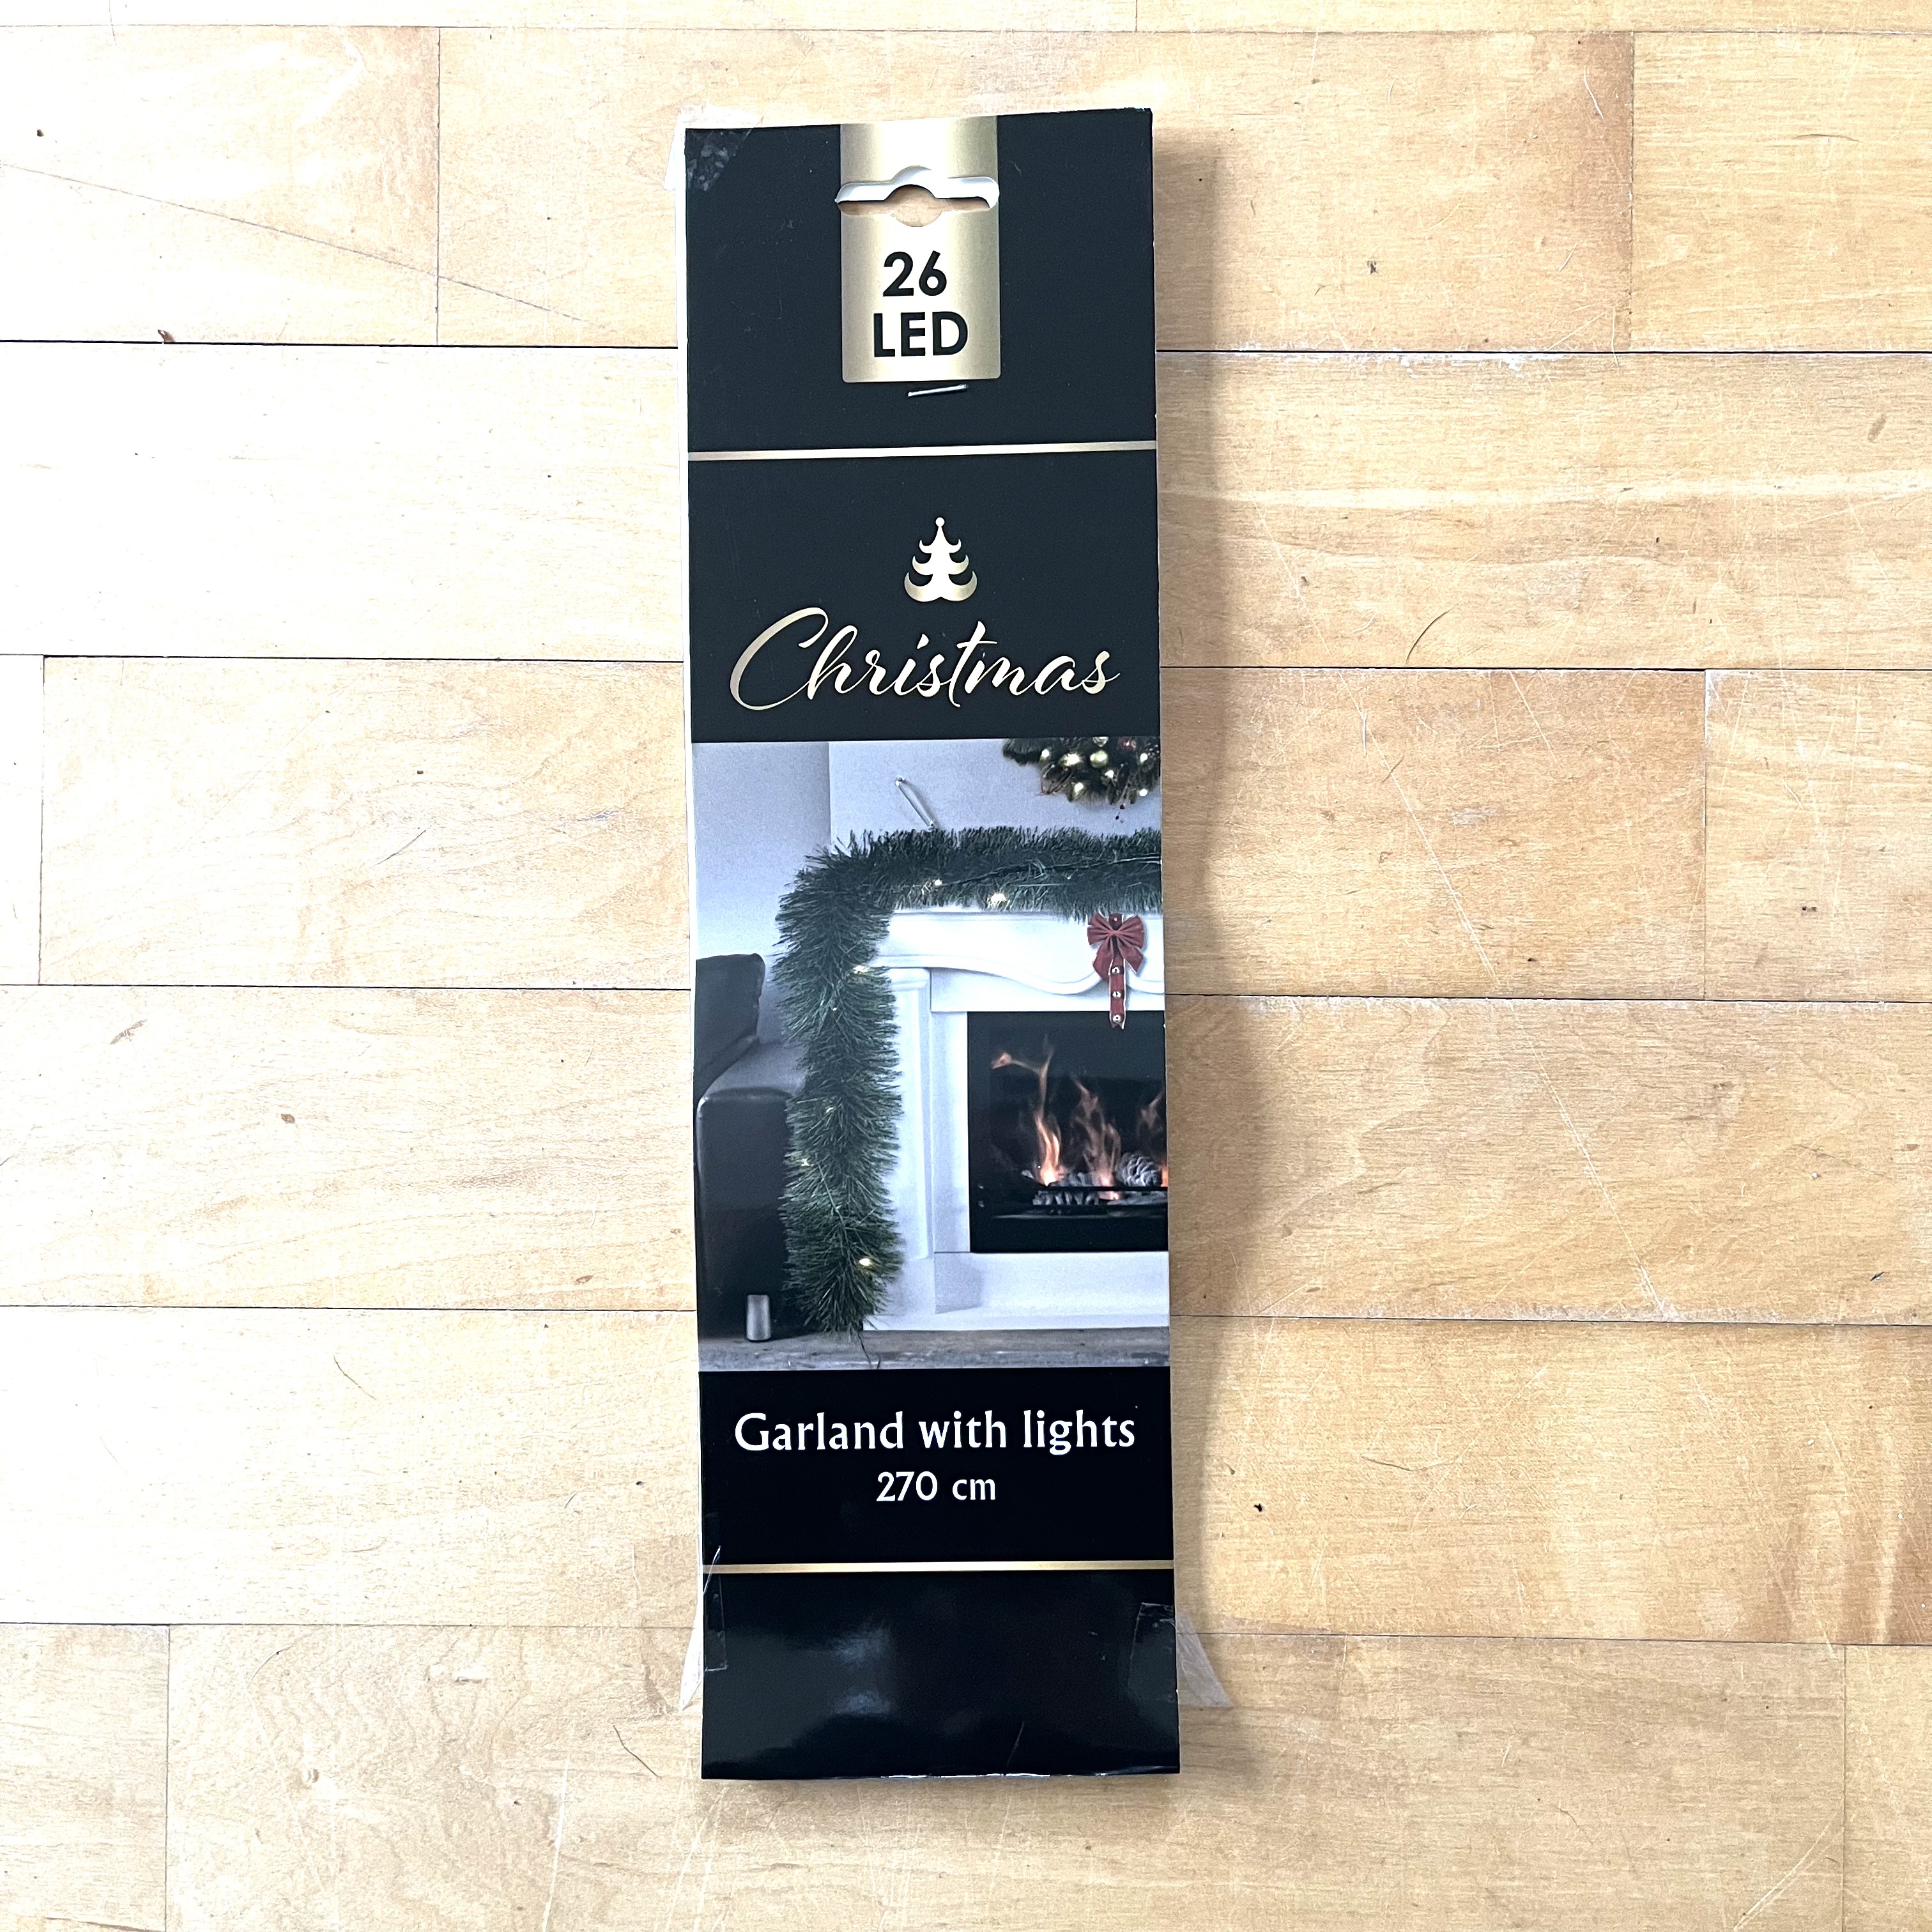 26
LED
Christmas
Garland with lights
270 cm